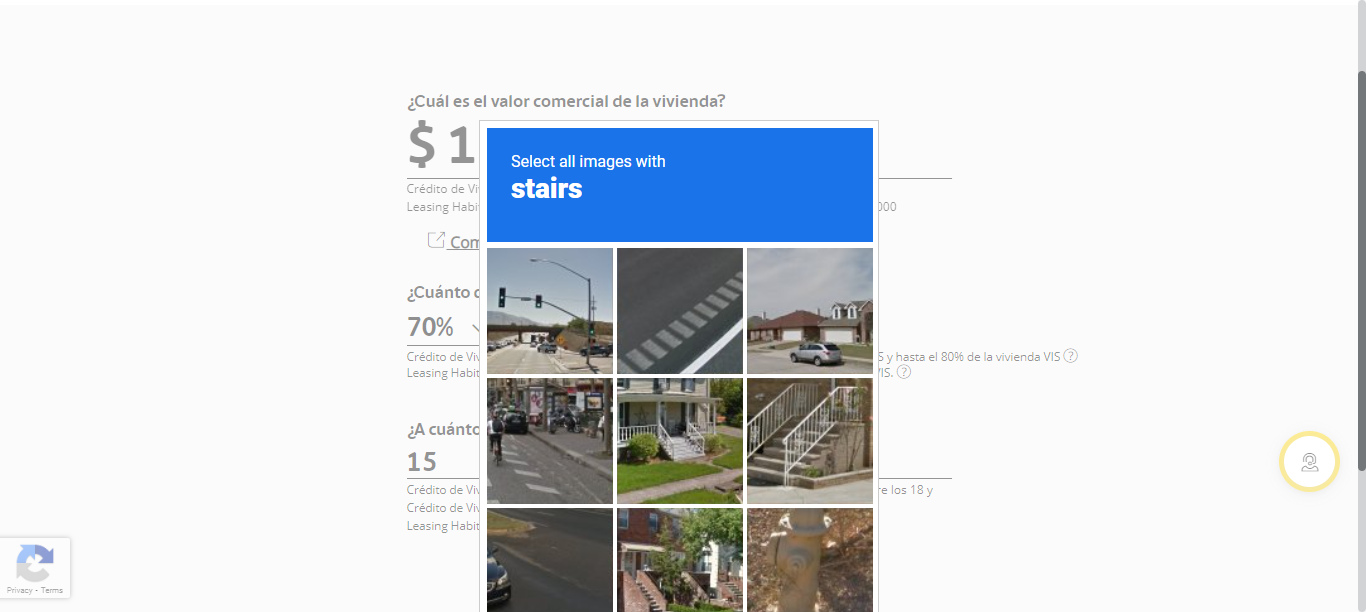 ¿Cuál es el valor comercial de la vivienda?
$ 1
Select all images with
stairs
Crédito de Vi
Leasing Habi
000
Com
¿Cuánto
70%
Crédito de Viv
S y hasta el 80% de la vivienda VIS ?
Leasing Habit
VIS. ?
¿A cuánto
15
Crédito de Viv
re los 18 y
Crédito de Viv
Leasing Habit
Privacy - Terms